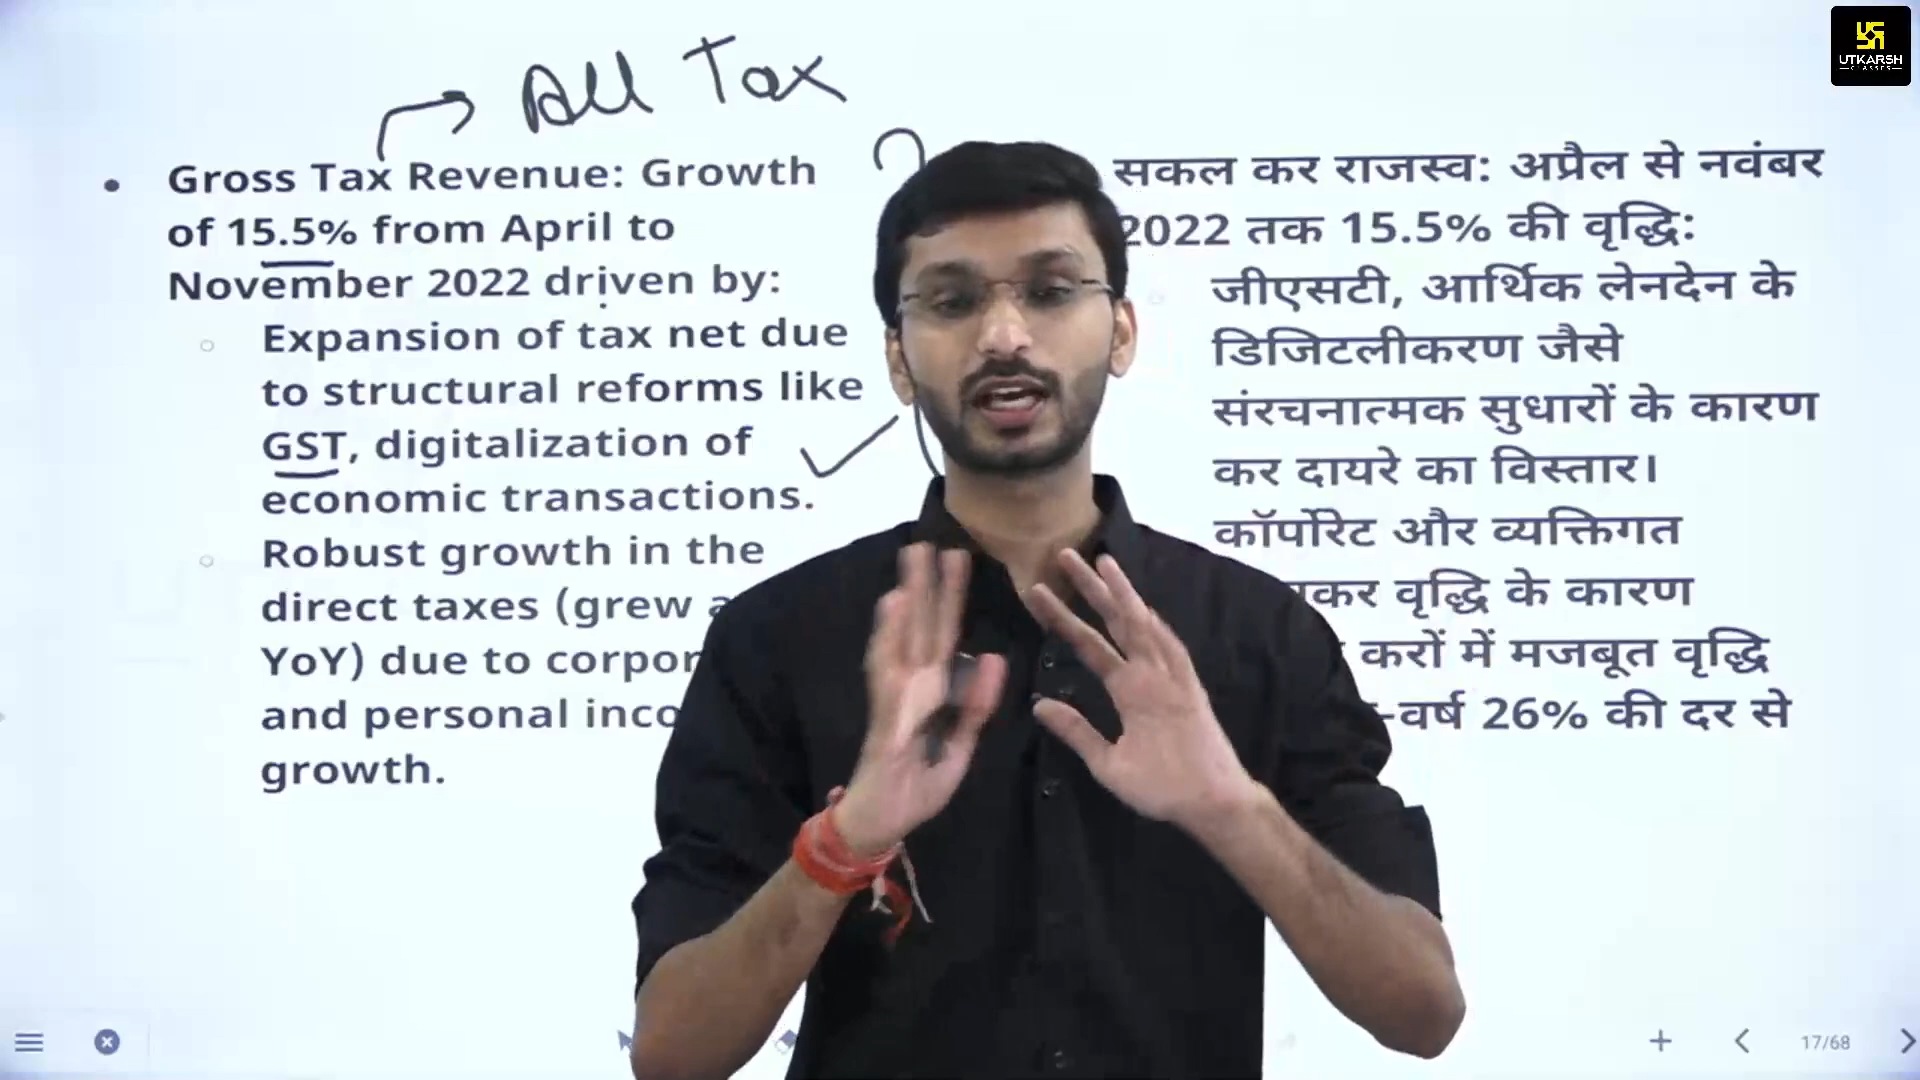 All Tax
Gross Tax Revenue: Growth
of 15.5% from April to
November 2022 driven by:
Expansion of tax net due
to structural reforms like
GST, digitalization of
economic transactions.
Robust growth in the
direct taxes (grew
YoY) due to
and personal
growth.
सकल कर राजस्व: अप्रैल से नवंबर
2022 तक 15.5% की वृद्धि:
जीएसटी, आर्थिक लेनदेन के
डिजिटलीकरण जैसे
संरचनात्मक सुधारों के कारण
कर दायरे का विस्तार।
कॉर्पोरेट और व्यक्तिगत
वृद्धि के कारण
करों में मजबूत वृद्धि
-वर्ष 26% की दर से
UTKARSH
CLASSES
17/68